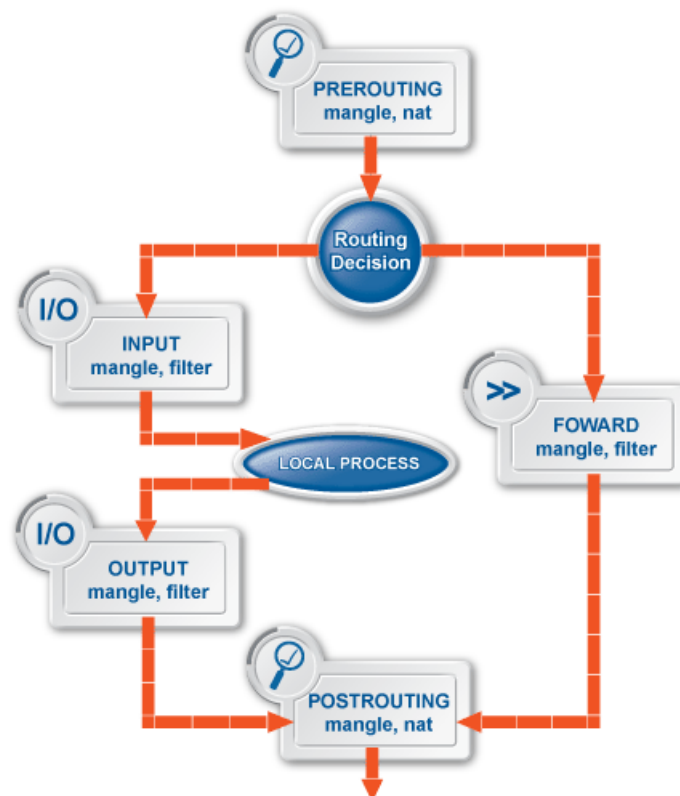 PREROUTING
mangle, nat
Routing
Decision
I/O
INPUT
mangle, filter
>>
FOWARD
mangle, filter
LOCAL PROCESS
I/O
OUTPUT
mangle, filter
POSTROUTING
mangle, nat